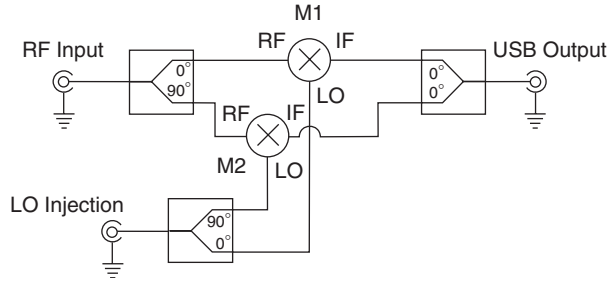 M1
RF Input
RF
IF
USB Output
0°
90°
0°
0°
LO
RF
IF
M2
LO
LO Injection
90°
0°